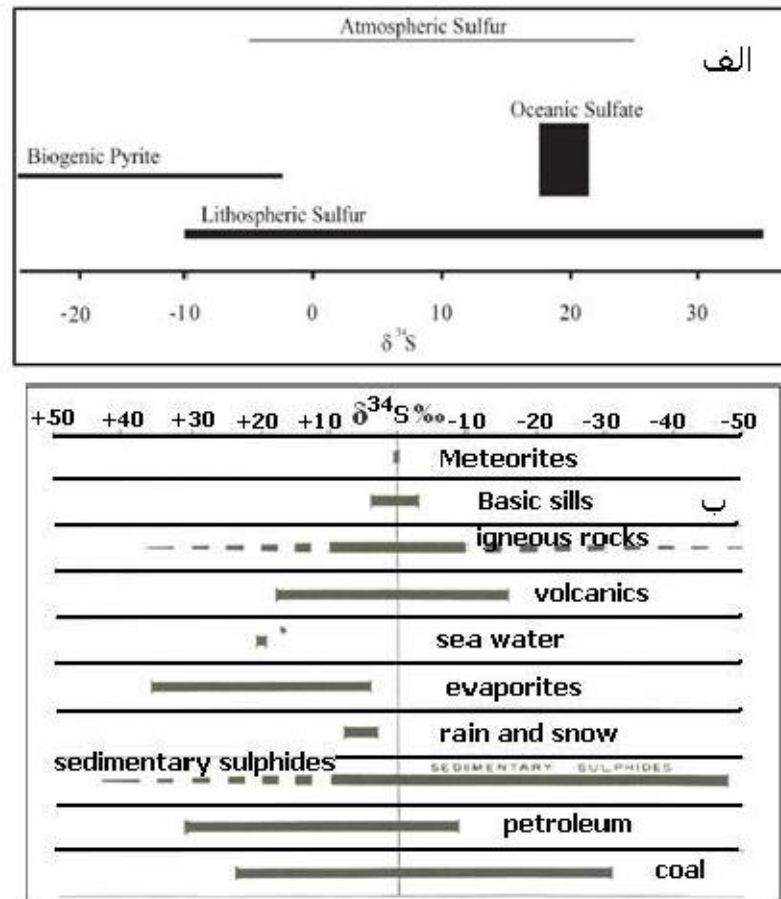 Atmospheric Sulfur
الف
Oceanic Sulfate
Biogenic Pyrite
Lithospheric Sulfur
-20 -10 0 10 20 30
δ³⁴S
+50 +40 +30 +20 +10 δ³⁴S‰ -10 -20 -30 -40 -50
Meteorites
Basic sills ب
igneous rocks
volcanics
sea water
evaporites
rain and snow
sedimentary sulphides SEDIMENTARY SULPHIDES
petroleum
coal